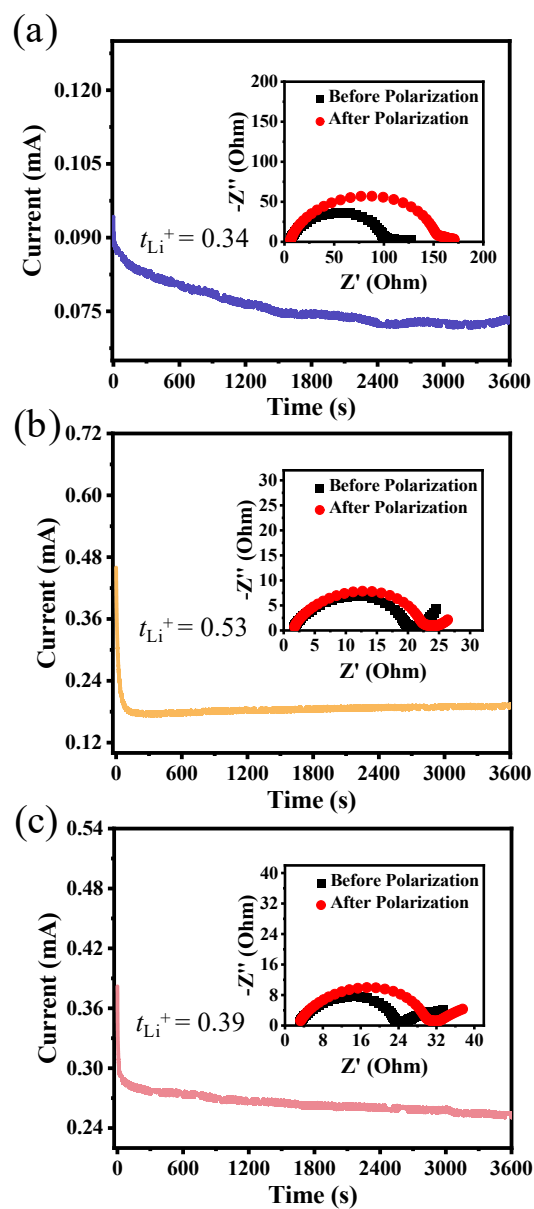 (a)
Current (mA)
0.120
0.105
0.090
0.075
t Li+ = 0.34
-Z'' (Ohm)
200
150
100
50
0
Before Polarization
After Polarization
0 50 100 150 200
Z' (Ohm)
0 600 1200 1800 2400 3000 3600
Time (s)
(b)
Current (mA)
0.72
0.60
0.48
0.36
0.24
0.12
t Li+ = 0.53
-Z'' (Ohm)
30
25
20
15
10
5
0
Before Polarization
After Polarization
0 5 10 15 20 25 30
Z' (Ohm)
0 600 1200 1800 2400 3000 3600
Time (s)
(c)
Current (mA)
0.54
0.48
0.42
0.36
0.30
0.24
t Li+ = 0.39
-Z'' (Ohm)
40
32
24
16
8
0
Before Polarization
After Polarization
0 8 16 24 32 40
Z' (Ohm)
0 600 1200 1800 2400 3000 3600
Time (s)